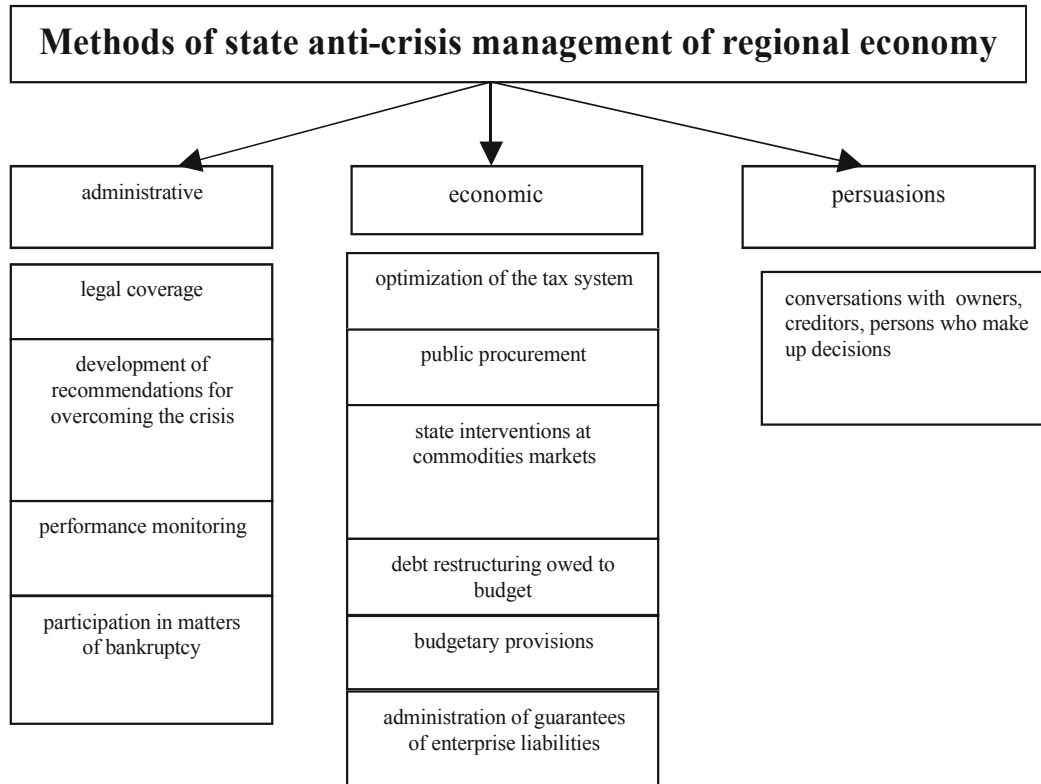 Methods of state anti-crisis management of regional economy
administrative
economic
persuasions
legal coverage
development of
recommendations for
overcoming the crisis
performance monitoring
participation in matters
of bankruptcy
optimization of the tax system
public procurement
state interventions at
commodities markets
debt restructuring owed to
budget
budgetary provisions
administration of guarantees
of enterprise liabilities
conversations with owners,
creditors, persons who make
up decisions